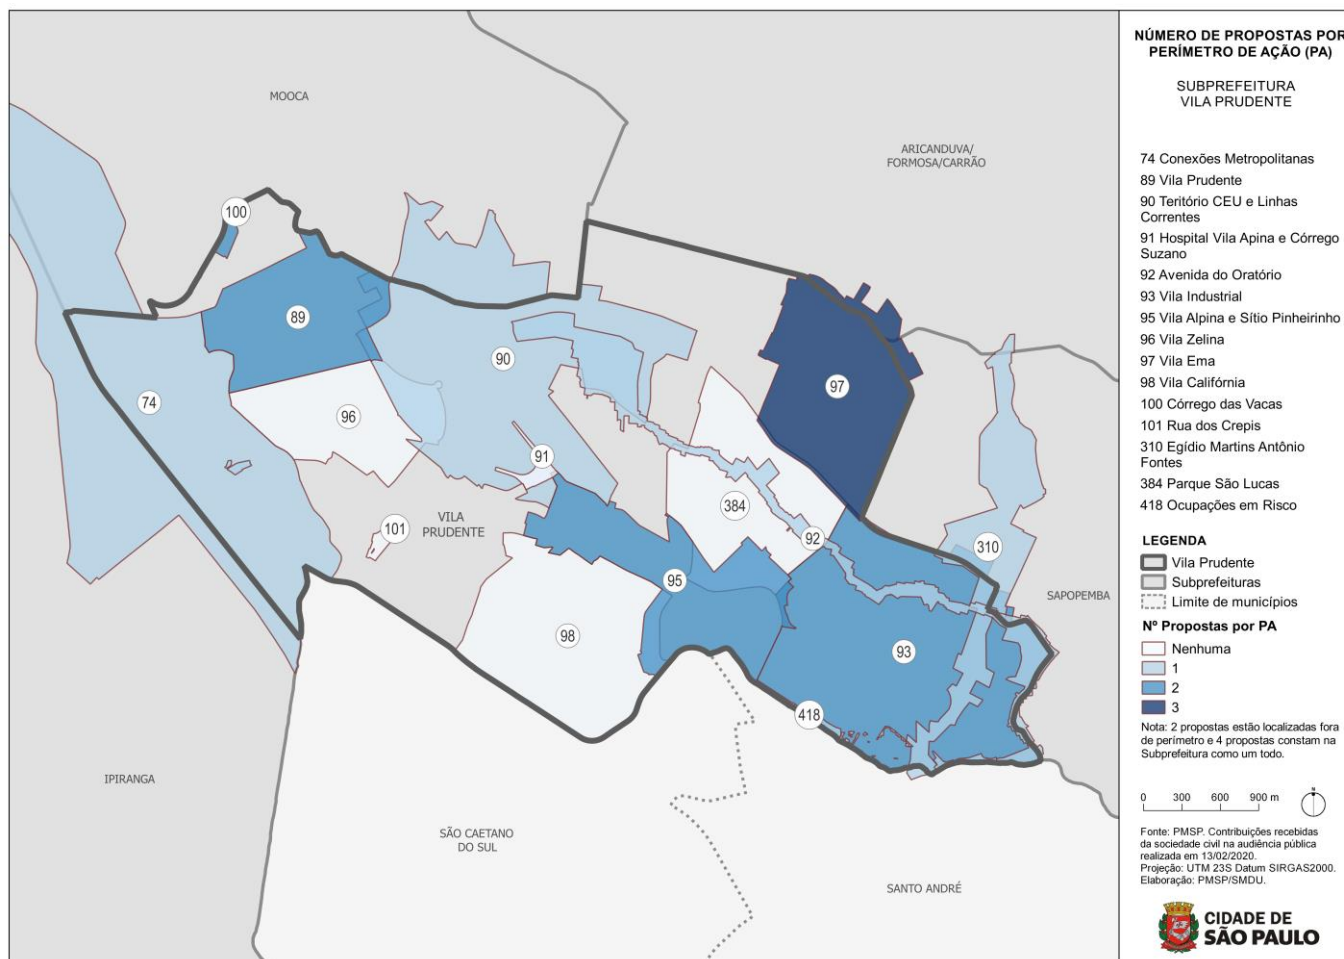 NÚMERO DE PROPOSTAS POR
PERÍMETRO DE AÇÃO (PA)
SUBPREFEITURA
VILA PRUDENTE
74 Conexões Metropolitanas
89 Vila Prudente
90 Teritório CEU e Linhas
Correntes
91 Hospital Vila Apina e Córrego
Suzano
92 Avenida do Oratório
93 Vila Industrial
95 Vila Alpina e Sítio Pinheirinho
96 Vila Zelina
97 Vila Ema
98 Vila Califórnia
100 Córrego das Vacas
101 Rua dos Crepis
310 Egídio Martins Antônio
Fontes
384 Parque São Lucas
418 Ocupações em Risco
LEGENDA
Vila Prudente
Subprefeituras
Limite de municípios
Nº Propostas por PA
Nenhuma
1
2
3
Nota: 2 propostas estão localizadas fora
de perímetro e 4 propostas constam na
Subprefeitura como um todo.
0 300 600 900 m
N
Fonte: PMSP. Contribuições recebidas
da sociedade civil na audiência pública
realizada em 13/02/2020.
Projeção: UTM 23S Datum SIRGAS2000.
Elaboração: PMSP/SMDU.
CIDADE DE
SÃO PAULO
MOOCA
ARICANDUVA/
FORMOSA/CARRÃO
100
89
90
74
96
97
91
384
101
VILA
PRUDENTE
92
310
95
SAPOPEMBA
98
93
418
IPIRANGA
SÃO CAETANO
DO SUL
SANTO ANDRÉ